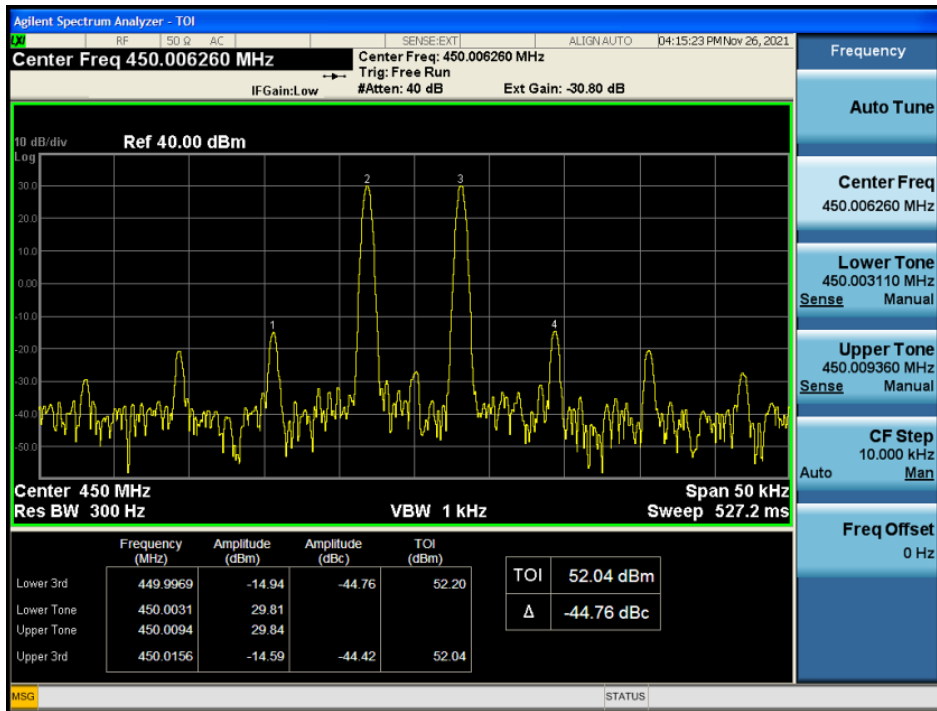 Agilent Spectrum Analyzer - TOI
LXI RF 50 Ω AC SENSE:EXT ALIGN AUTO 04:15:23 PM Nov 26, 2021
Center Freq 450.006260 MHz
Center Freq: 450.006260 MHz
Trig: Free Run
IFGain:Low
#Atten: 40 dB Ext Gain: -30.80 dB
10 dB/div Ref 40.00 dBm
Log
30.0
20.0
10.0
0.00
-10.0
-20.0
-30.0
-40.0
-50.0
1
2
3
4
Center 450 MHz Span 50 kHz
Res BW 300 Hz VBW 1 kHz Sweep 527.2 ms
Frequency Amplitude Amplitude TOI
(MHz) (dBm) (dBc) (dBm)
Lower 3rd 449.9969 -14.94 -44.76 52.20
Lower Tone 450.0031 29.81
Upper Tone 450.0094 29.84
Upper 3rd 450.0156 -14.59 -44.42 52.04
TOI 52.04 dBm
Δ -44.76 dBc
MSG STATUS
Frequency
Auto Tune
Center Freq
450.006260 MHz
Lower Tone
450.003110 MHz
Sense Manual
Upper Tone
450.009360 MHz
Sense Manual
CF Step
10.000 kHz
Auto Man
Freq Offset
0 Hz